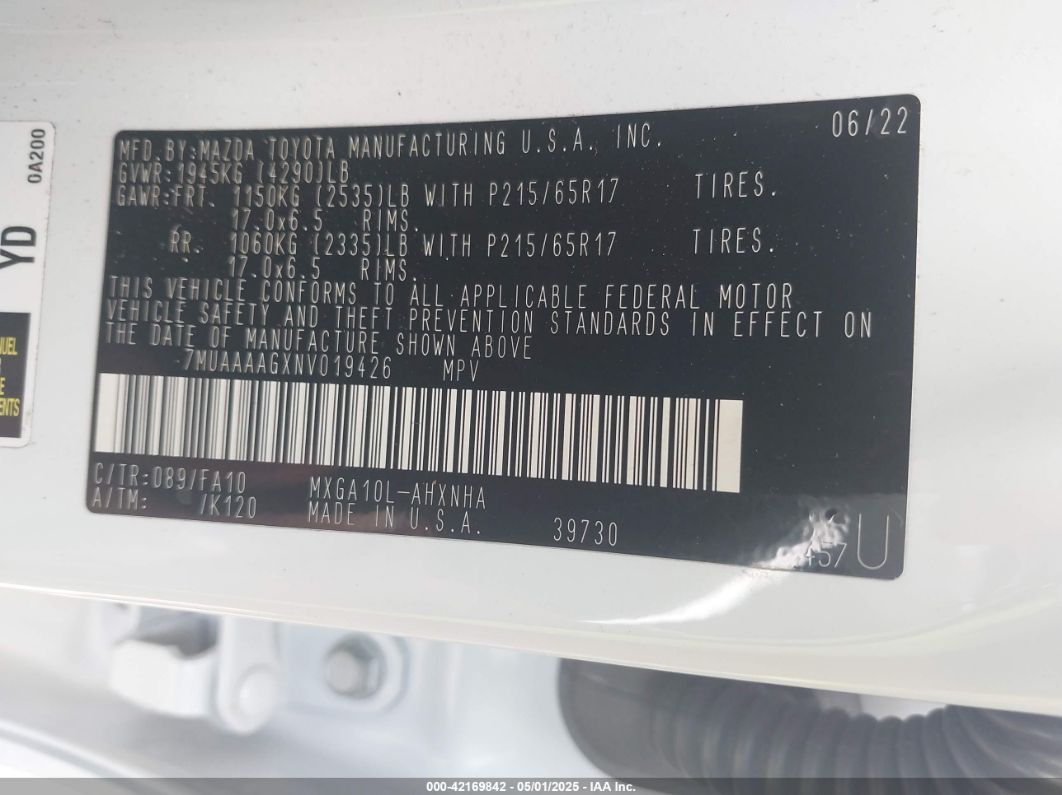 0A200
YD
06/22
MFD.BY:MAZDA TOYOTA MANUFACTURING U.S.A. INC.
GVWR:1945KG (4290)LB
GAWR:FRT. 1150KG (2535)LB WITH P215/65R17 TIRES.
17.0x6.5 RIMS.
RR. 1060KG (2335)LB WITH P215/65R17 TIRES.
17.0x6.5 RIMS.
THIS VEHICLE CONFORMS TO ALL APPLICABLE FEDERAL MOTOR
VEHICLE SAFETY AND THEFT PREVENTION STANDARDS IN EFFECT ON
THE DATE OF MANUFACTURE SHOWN ABOVE
7MUAAAAGXNV019426 MPV
C/TR:089/FA10 MXGA10L-AHXNHA
A/TM: /K120 MADE IN U.S.A. 39730
U
000-42169842 - 05/01/2025 - IAA Inc.